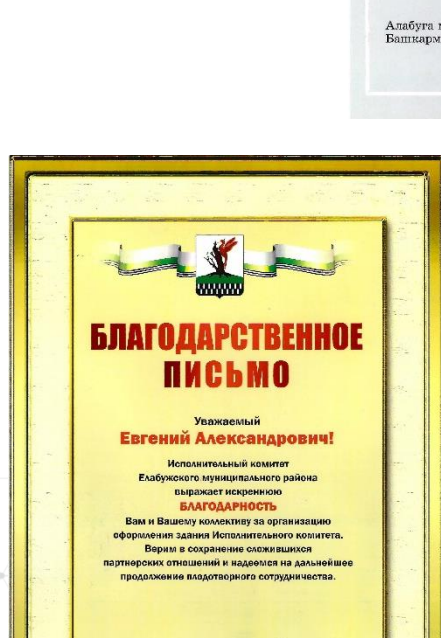 Алабуга
Башкарм
БЛАГОДАРСТВЕННОЕ
ПИСЬМО
Уважаемый
Евгений Александрович!
Исполнительный комитет
Елабужского муниципального района
выражает искреннюю
БЛАГОДАРНОСТЬ
Вам и Вашему коллективу за организацию
оформления здания Исполнительного комитета.
Верим в сохранение сложившихся
партнерских отношений и надеемся на дальнейшее
продолжение плодотворного сотрудничества.